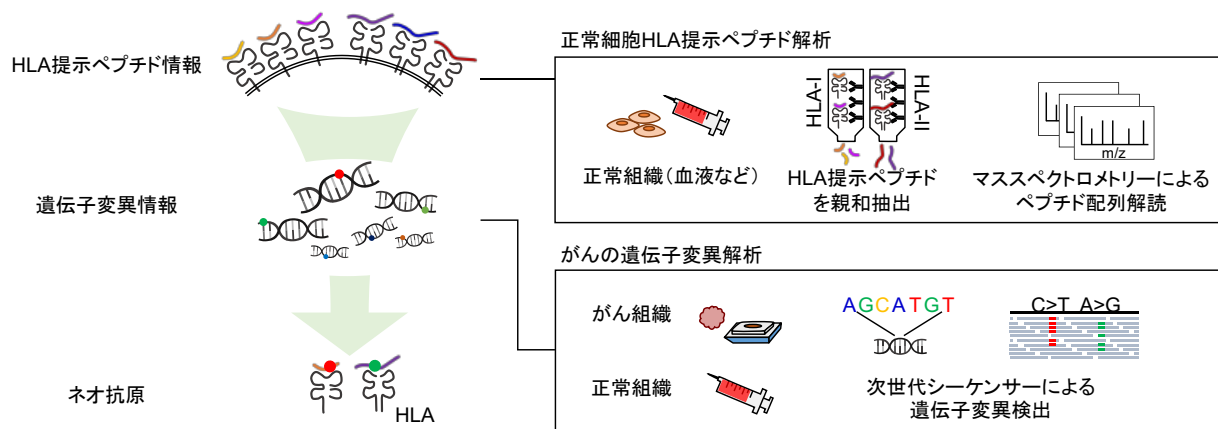 HLA提示ペプチド情報
遺伝子変異情報
ネオ抗原
HLA
正常細胞HLA提示ペプチド解析
正常組織（血液など）
HLA-I
HLA-II
HLA提示ペプチド
を親和抽出
m/z
マススペクトロメトリーによる
ペプチド配列解読
がんの遺伝子変異解析
がん組織
正常組織
AGCATGT
次世代シーケンサーによる
遺伝子変異検出
C>T A>G